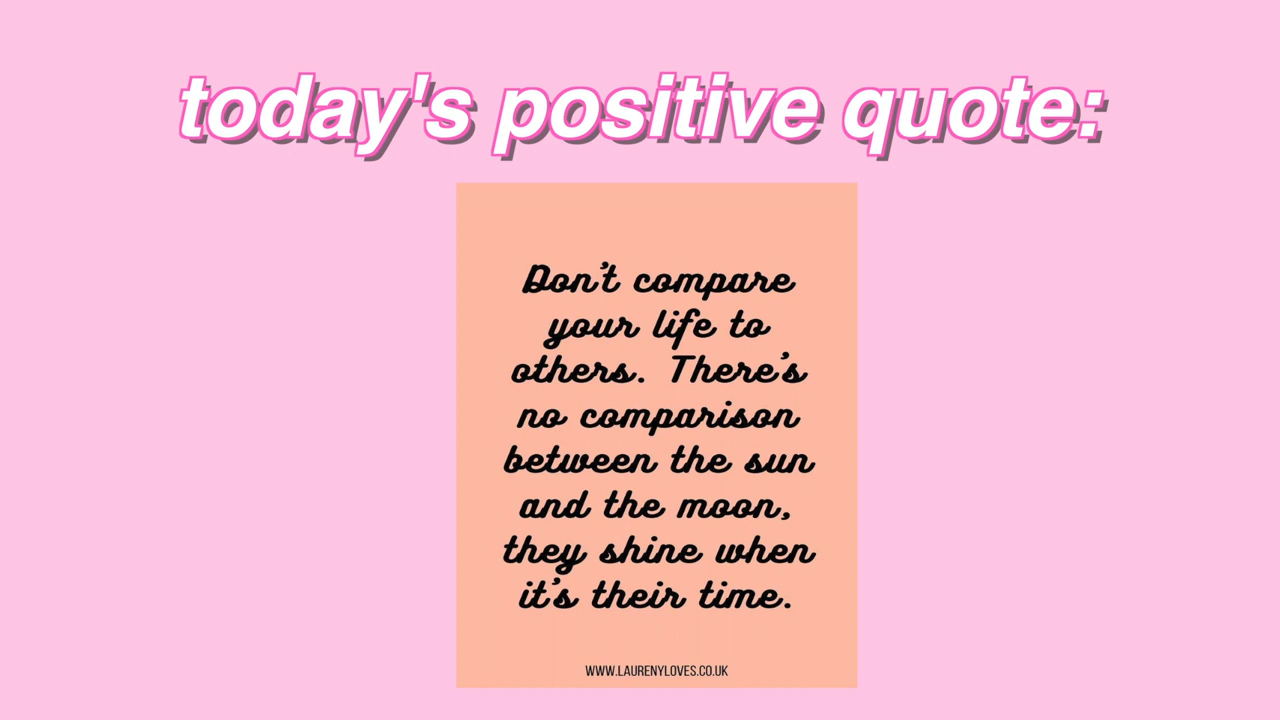 today's positive quote:
Don't compare
your life to
others. There's
no comparison
between the sun
and the moon,
they shine when
it's their time.
WWW.LAURENYLOVES.CO.UK